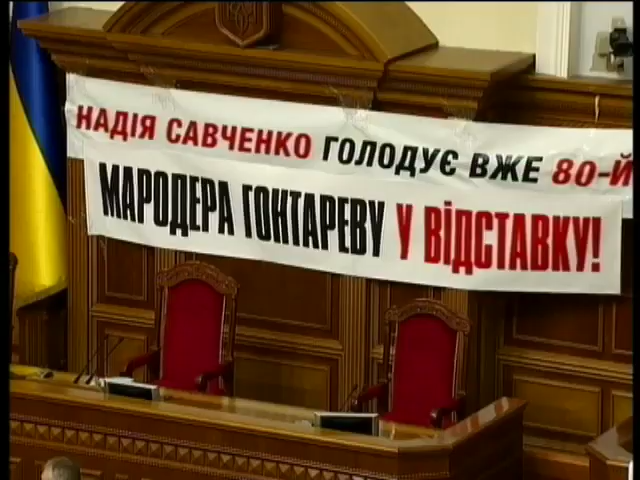 НАДІЯ САВЧЕНКО ГОЛОДУЄ ВЖЕ 80-Й
МАРОДЕРА ГОНТАРЕВУ У ВІДСТАВКУ!